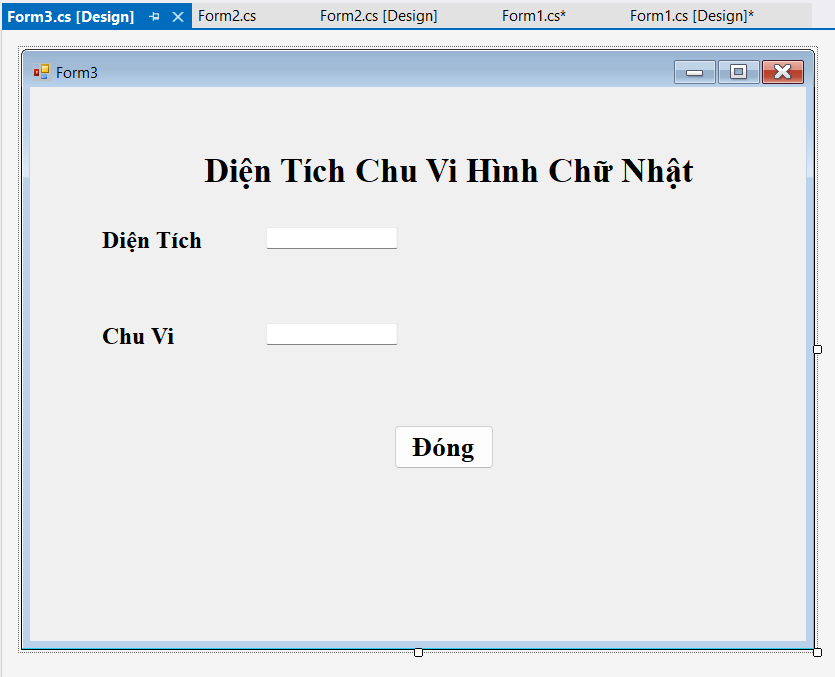 Form3.cs [Design] Form2.cs Form2.cs [Design] Form1.cs* Form1.cs [Design]*
Form3
Diện Tích Chu Vi Hình Chữ Nhật
Diện Tích
Chu Vi
Đóng